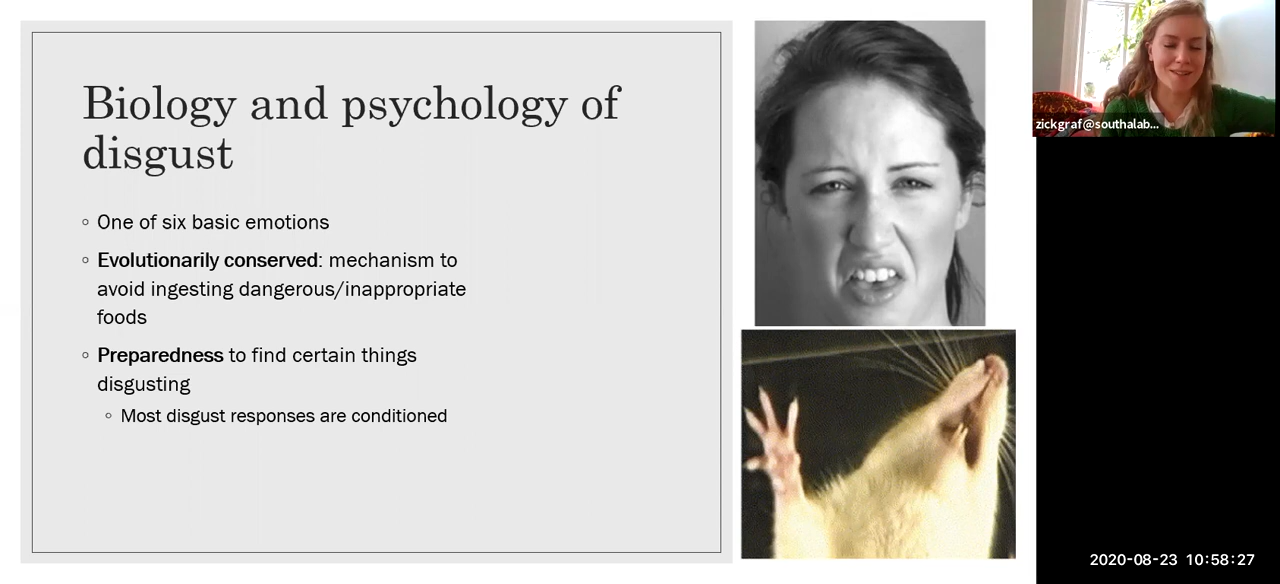 Biology and psychology of
disgust
◦ One of six basic emotions
◦ Evolutionarily conserved: mechanism to
avoid ingesting dangerous/inappropriate
foods
◦ Preparedness to find certain things
disgusting
◦ Most disgust responses are conditioned
zickgraf@southalab...
2020-08-23 10:58:27